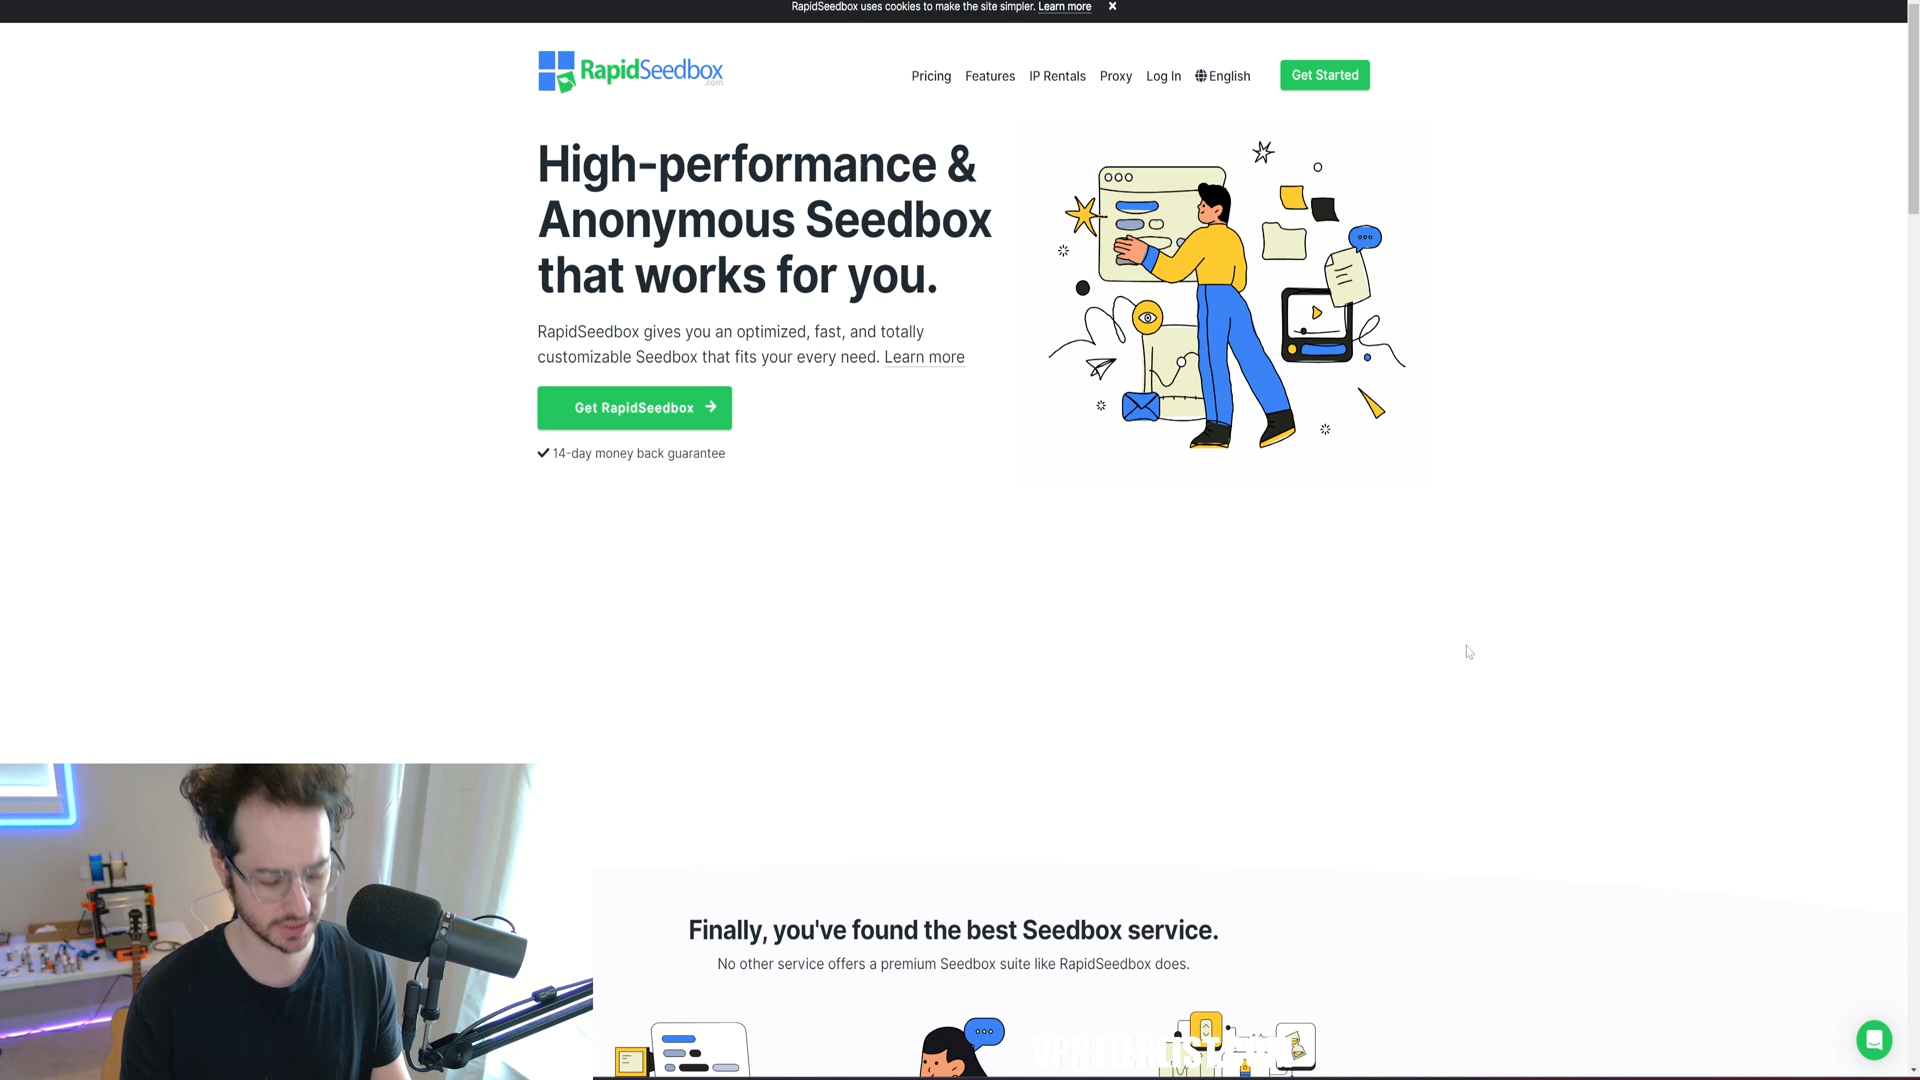 RapidSeedbox uses cookies to make the site simpler. Learn more ×
RapidSeedbox
.com
Pricing Features IP Rentals Proxy Log In English Get Started
High-performance &
Anonymous Seedbox
that works for you.
RapidSeedbox gives you an optimized, fast, and totally
customizable Seedbox that fits your every need. Learn more
Get RapidSeedbox
14-day money back guarantee
Finally, you've found the best Seedbox service.
No other service offers a premium Seedbox suite like RapidSeedbox does.